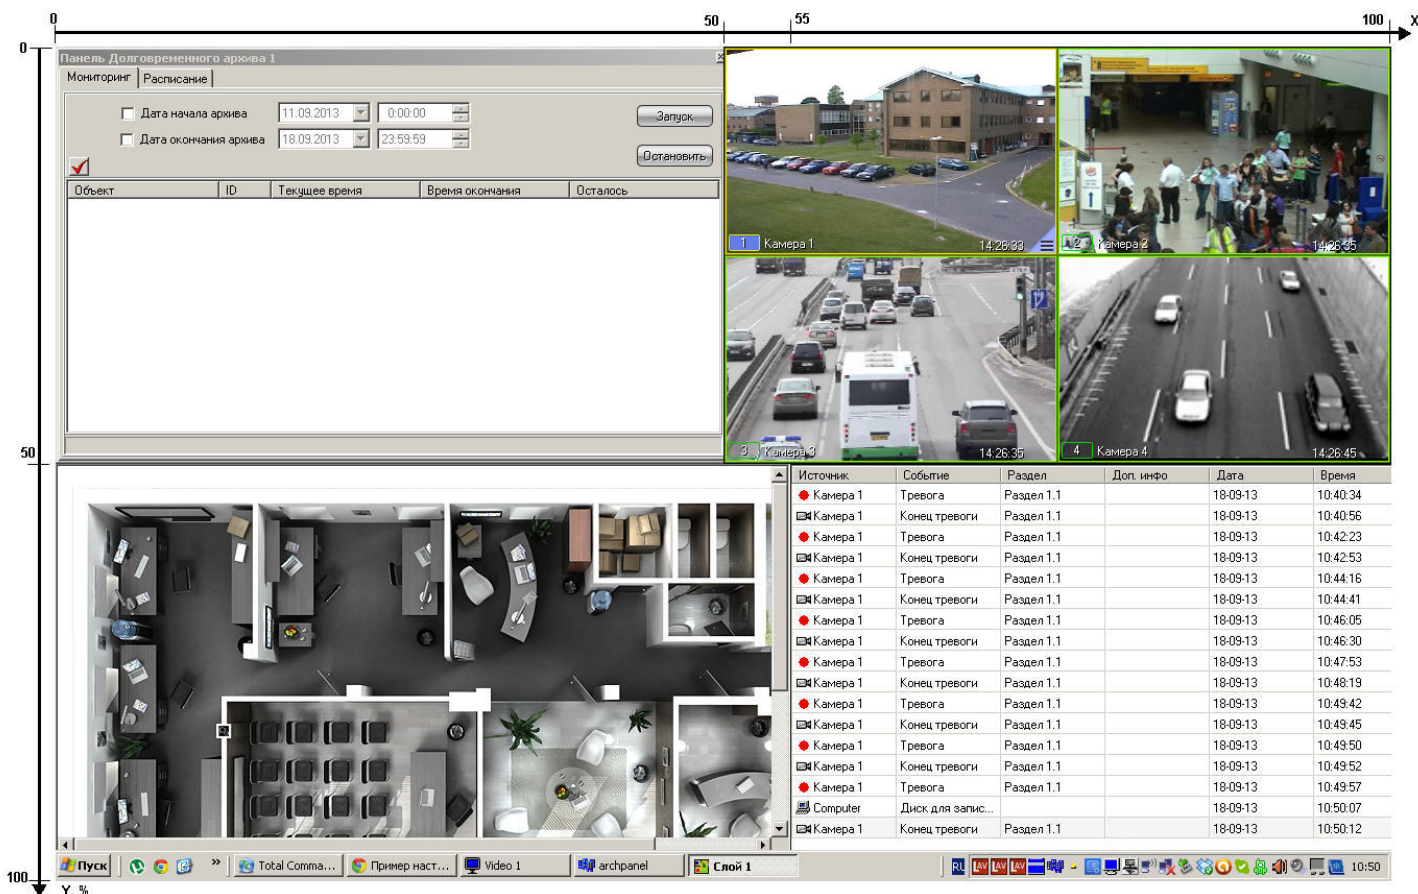 0 50 55 100 X
0
Панель Долговременного архива 1
Мониторинг Расписание
Дата начала архива 11.09.2013 0:00:00 Запуск
Дата окончания архива 18.09.2013 23:59:59 Остановить
Объект ID Текущее время Время окончания Осталось
1 Камера 1 14:26:33
2 Камера 2 14:26:35
3 Камера 3 14:26:35
4 Камера 4 14:26:45
50
Источник Событие Раздел Доп. инфо Дата Время
Камера 1 Тревога Раздел 1.1 18-09-13 10:40:34
Камера 1 Конец тревоги Раздел 1.1 18-09-13 10:40:56
Камера 1 Тревога Раздел 1.1 18-09-13 10:42:23
Камера 1 Конец тревоги Раздел 1.1 18-09-13 10:42:53
Камера 1 Тревога Раздел 1.1 18-09-13 10:44:16
Камера 1 Конец тревоги Раздел 1.1 18-09-13 10:44:41
Камера 1 Тревога Раздел 1.1 18-09-13 10:46:05
Камера 1 Конец тревоги Раздел 1.1 18-09-13 10:46:30
Камера 1 Тревога Раздел 1.1 18-09-13 10:47:53
Камера 1 Конец тревоги Раздел 1.1 18-09-13 10:48:19
Камера 1 Тревога Раздел 1.1 18-09-13 10:49:42
Камера 1 Конец тревоги Раздел 1.1 18-09-13 10:49:45
Камера 1 Тревога Раздел 1.1 18-09-13 10:49:50
Камера 1 Конец тревоги Раздел 1.1 18-09-13 10:49:52
Камера 1 Тревога Раздел 1.1 18-09-13 10:49:57
Computer Диск для запис... 18-09-13 10:50:07
Камера 1 Конец тревоги Раздел 1.1 18-09-13 10:50:12
Пуск » Total Comma... Пример наст... Video 1 archpanel Слой 1 RL LAV LAV LAV 10:50
100
Y, %